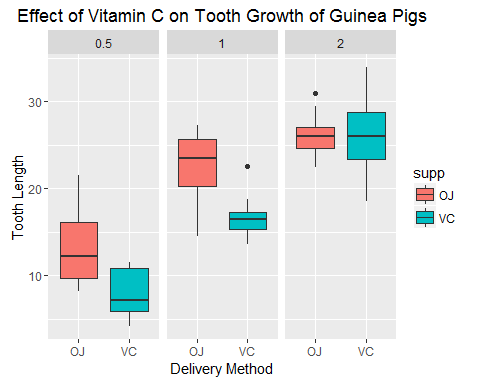 Effect of Vitamin C on Tooth Growth of Guinea Pigs
0.5 1 2
Tooth Length
30
20
10
OJ VC OJ VC OJ VC
Delivery Method
supp
OJ
VC